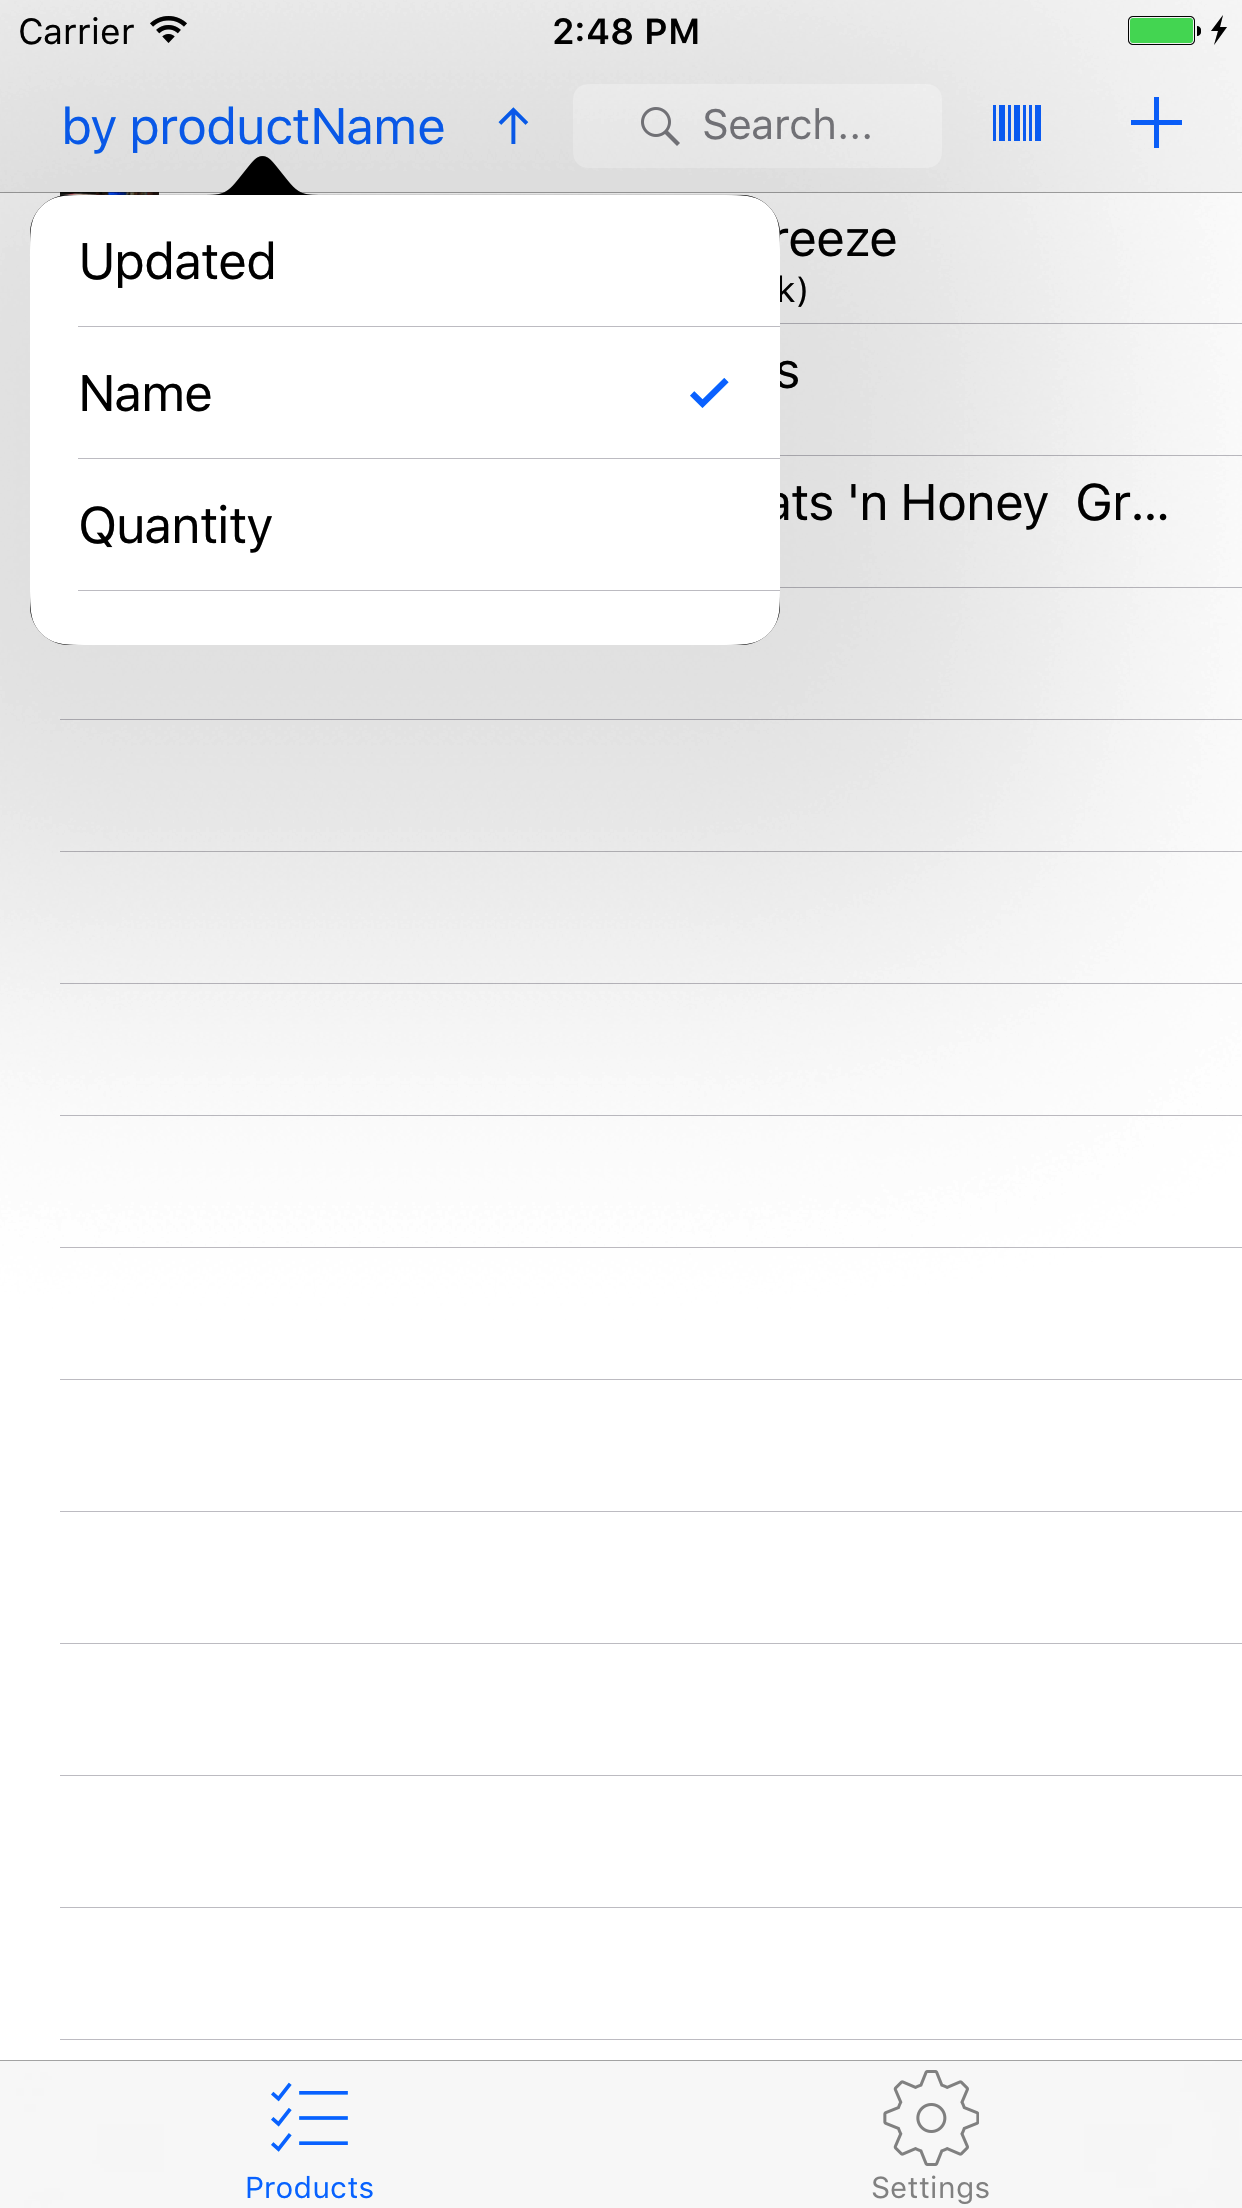 Carrier 2:48 PM
by productName Search...
Updated
Name
Quantity
reeze
k)
s
ats 'n Honey  Gr...
Products Settings